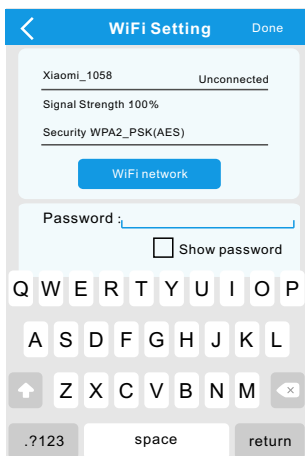 WiFi Setting Done
Xiaomi_1058 Unconnected
Signal Strength 100%
Security WPA2_PSK(AES)
WiFi network
Password :
Show password
Q W E R T Y U I O P
A S D F G H J K L
Z X C V B N M
.?123 space return